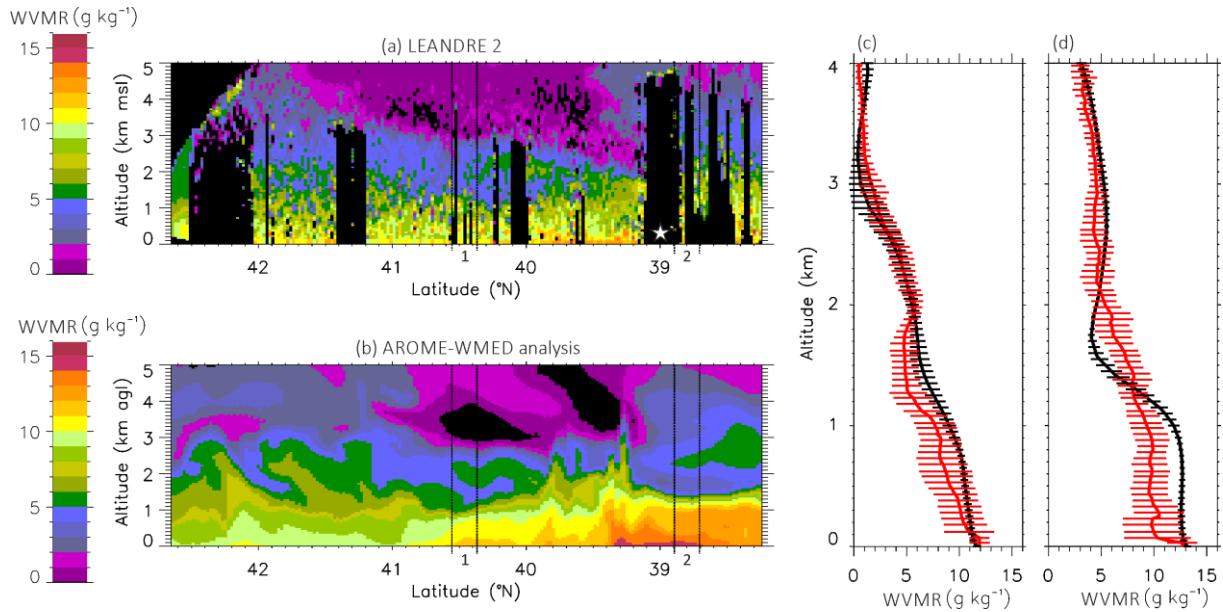 WVMR (g kg⁻¹)
15
10
5
0
(a) LEANDRE 2
5
4
3
2
1
0
Altitude (km msl)
42
41
1
40
39
2
Latitude (°N)
WVMR (g kg⁻¹)
15
10
5
0
(b) AROME-WMED analysis
5
4
3
2
1
0
Altitude (km agl)
42
41
1
40
39
2
Latitude (°N)
(c)
4
3
2
1
0
Altitude (km)
0 5 10 15
WVMR (g kg⁻¹)
(d)
0 5 10 15
WVMR (g kg⁻¹)